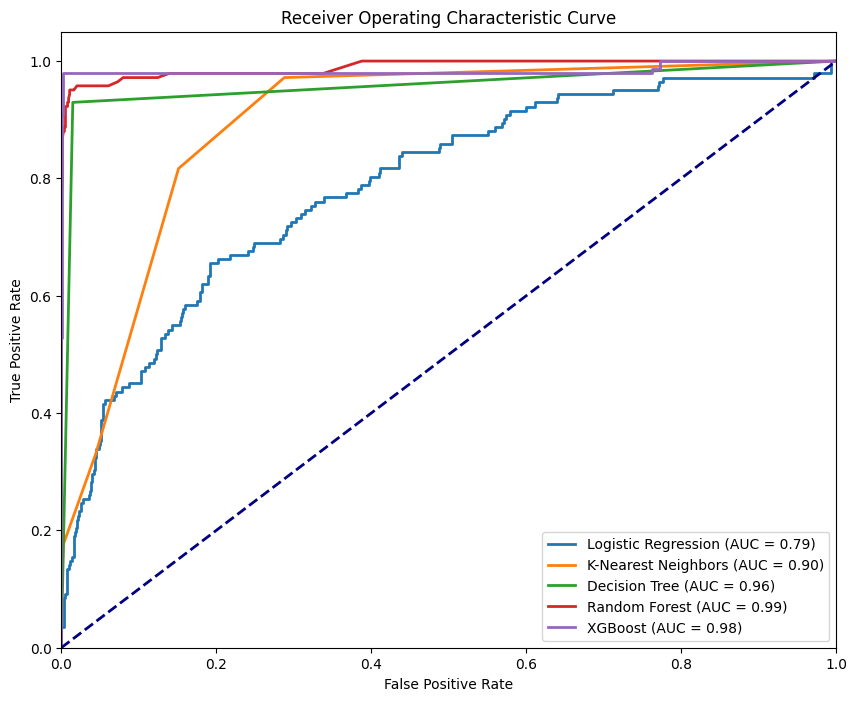 Receiver Operating Characteristic Curve
1.0
0.8
0.6
0.4
0.2
0.0
True Positive Rate
Logistic Regression (AUC = 0.79)
K-Nearest Neighbors (AUC = 0.90)
Decision Tree (AUC = 0.96)
Random Forest (AUC = 0.99)
XGBoost (AUC = 0.98)
0.0 0.2 0.4 0.6 0.8 1.0
False Positive Rate